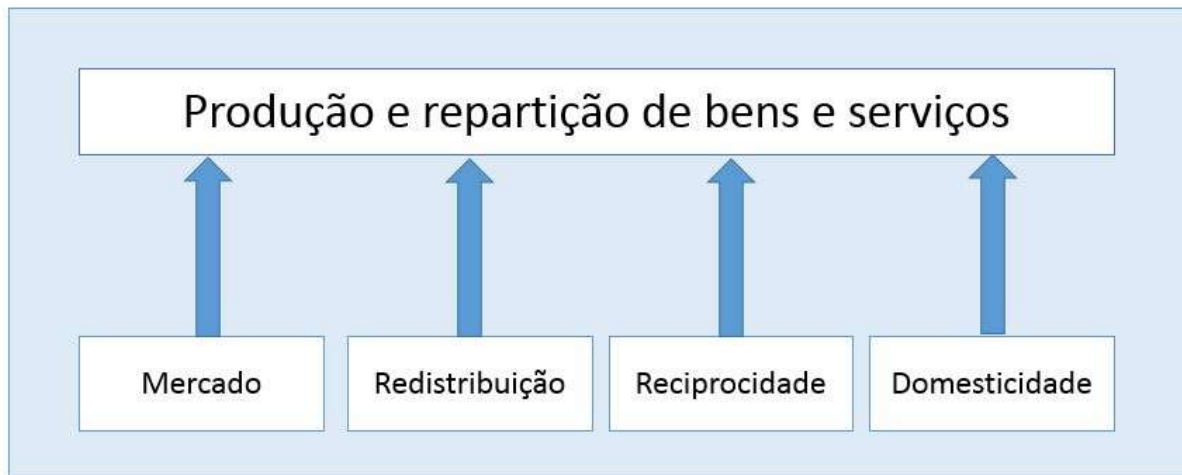 Produção e repartição de bens e serviços
Mercado
Redistribuição
Reciprocidade
Domesticidade